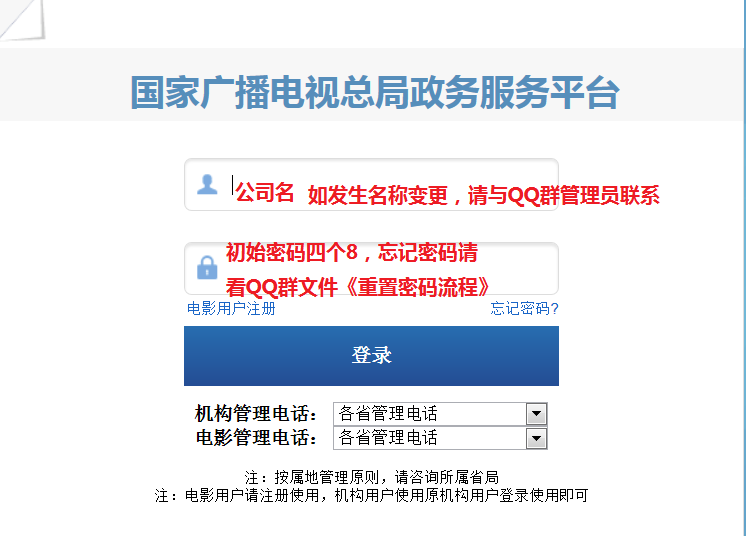 国家广播电视总局政务服务平台
公司名 如发生名称变更，请与QQ群管理员联系
初始密码四个8，忘记密码请
看QQ群文件《重置密码流程》
电影用户注册 忘记密码?
登录
机构管理电话： 各省管理电话
电影管理电话： 各省管理电话
注：按属地管理原则，请咨询所属省局
注：电影用户请注册使用，机构用户使用原机构用户登录使用即可